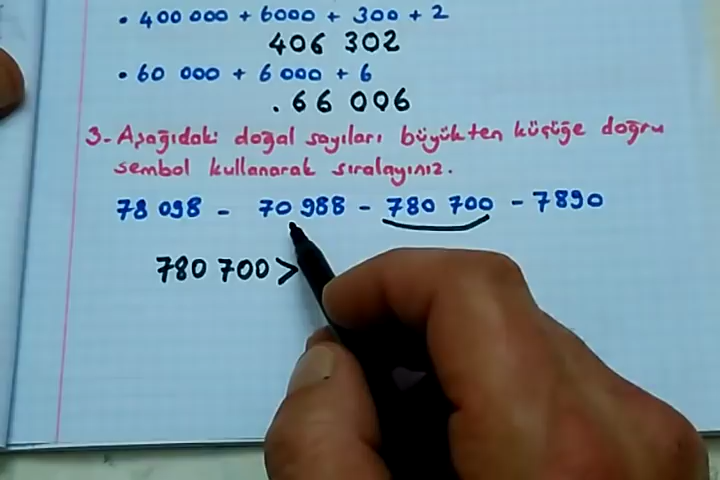 • 400 000 + 6000 + 300 + 2
406 302
• 60 000 + 6 000 + 6
.66 006
3- Aşağıdaki doğal sayıları büyükten küçüğe doğru
sembol kullanarak sıralayınız.
78 098 - 70 988 - 780 700 - 7890
780 700 >